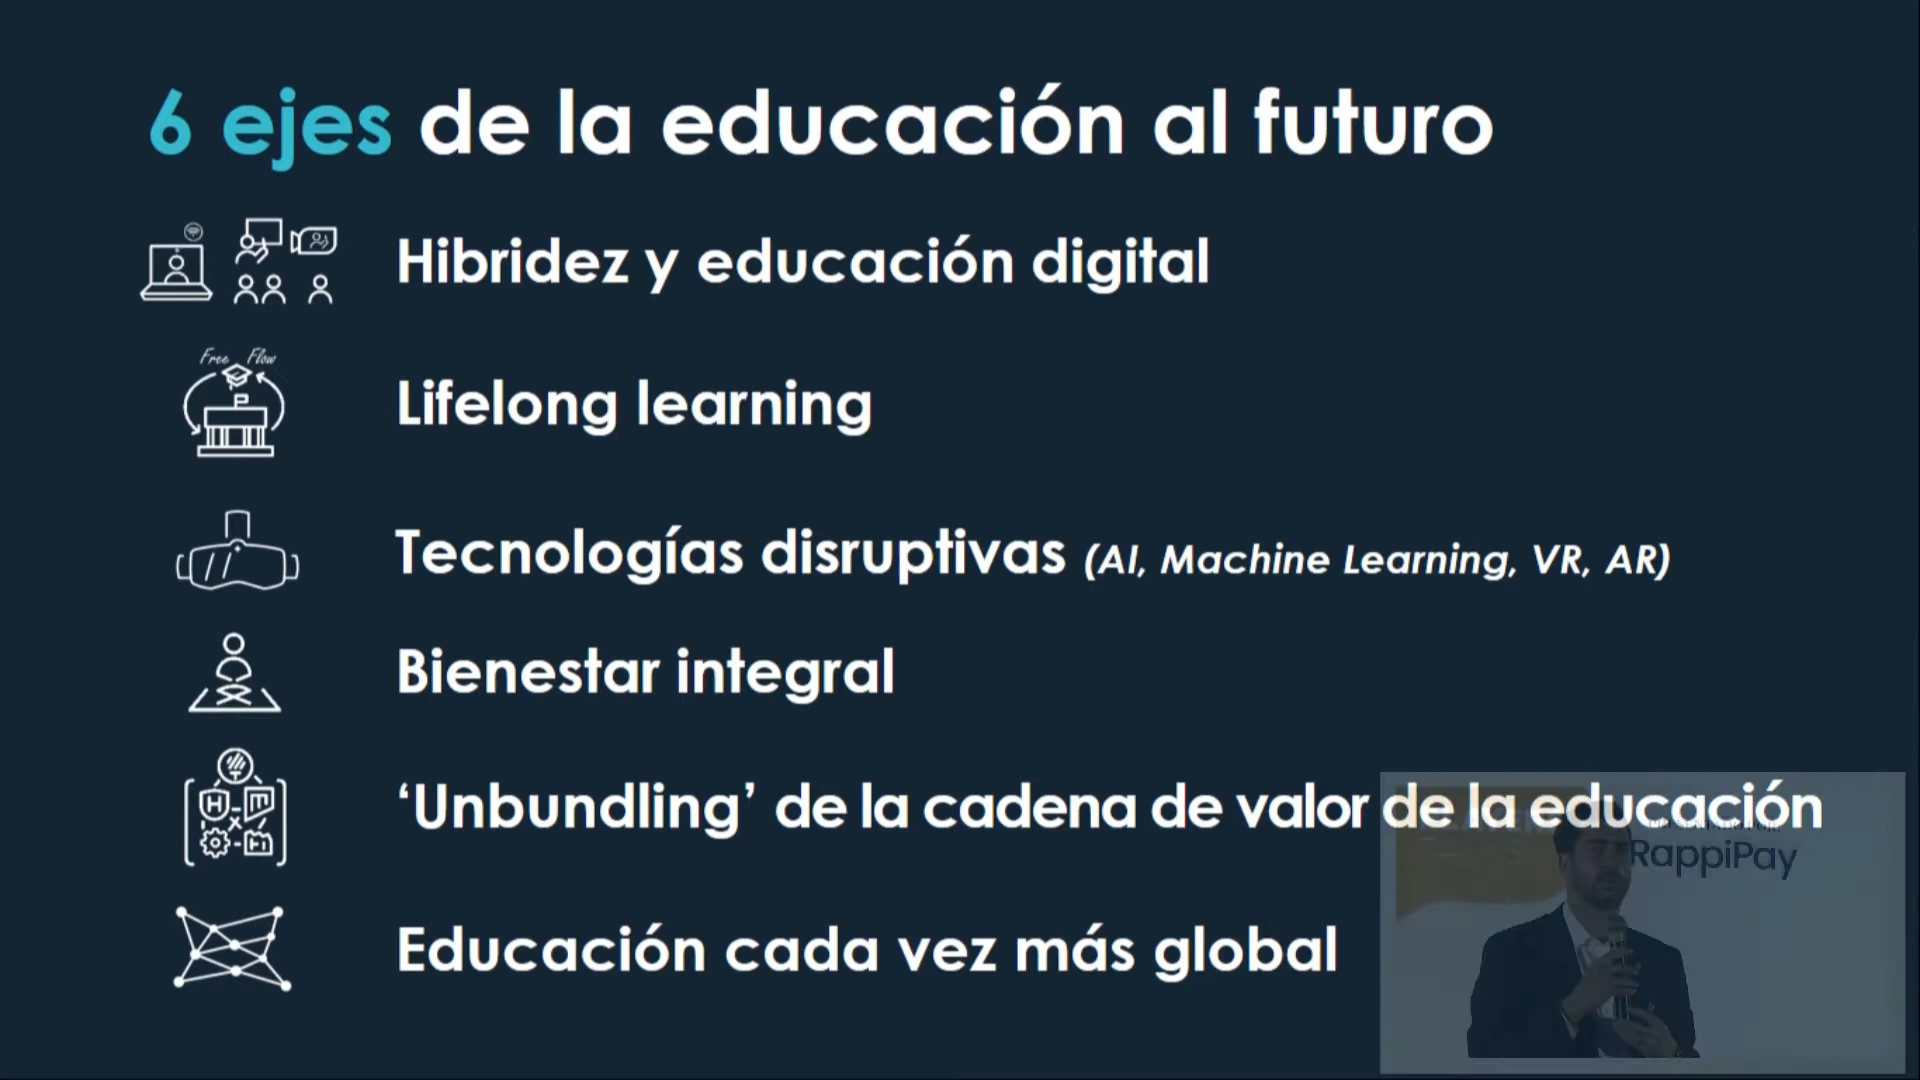 6 ejes de la educación al futuro
Hibridez y educación digital
Free Flow
Lifelong learning
Tecnologías disruptivas (AI, Machine Learning, VR, AR)
Bienestar integral
‘Unbundling’ de la cadena de valor de la educación
RappiPay
Educación cada vez más global